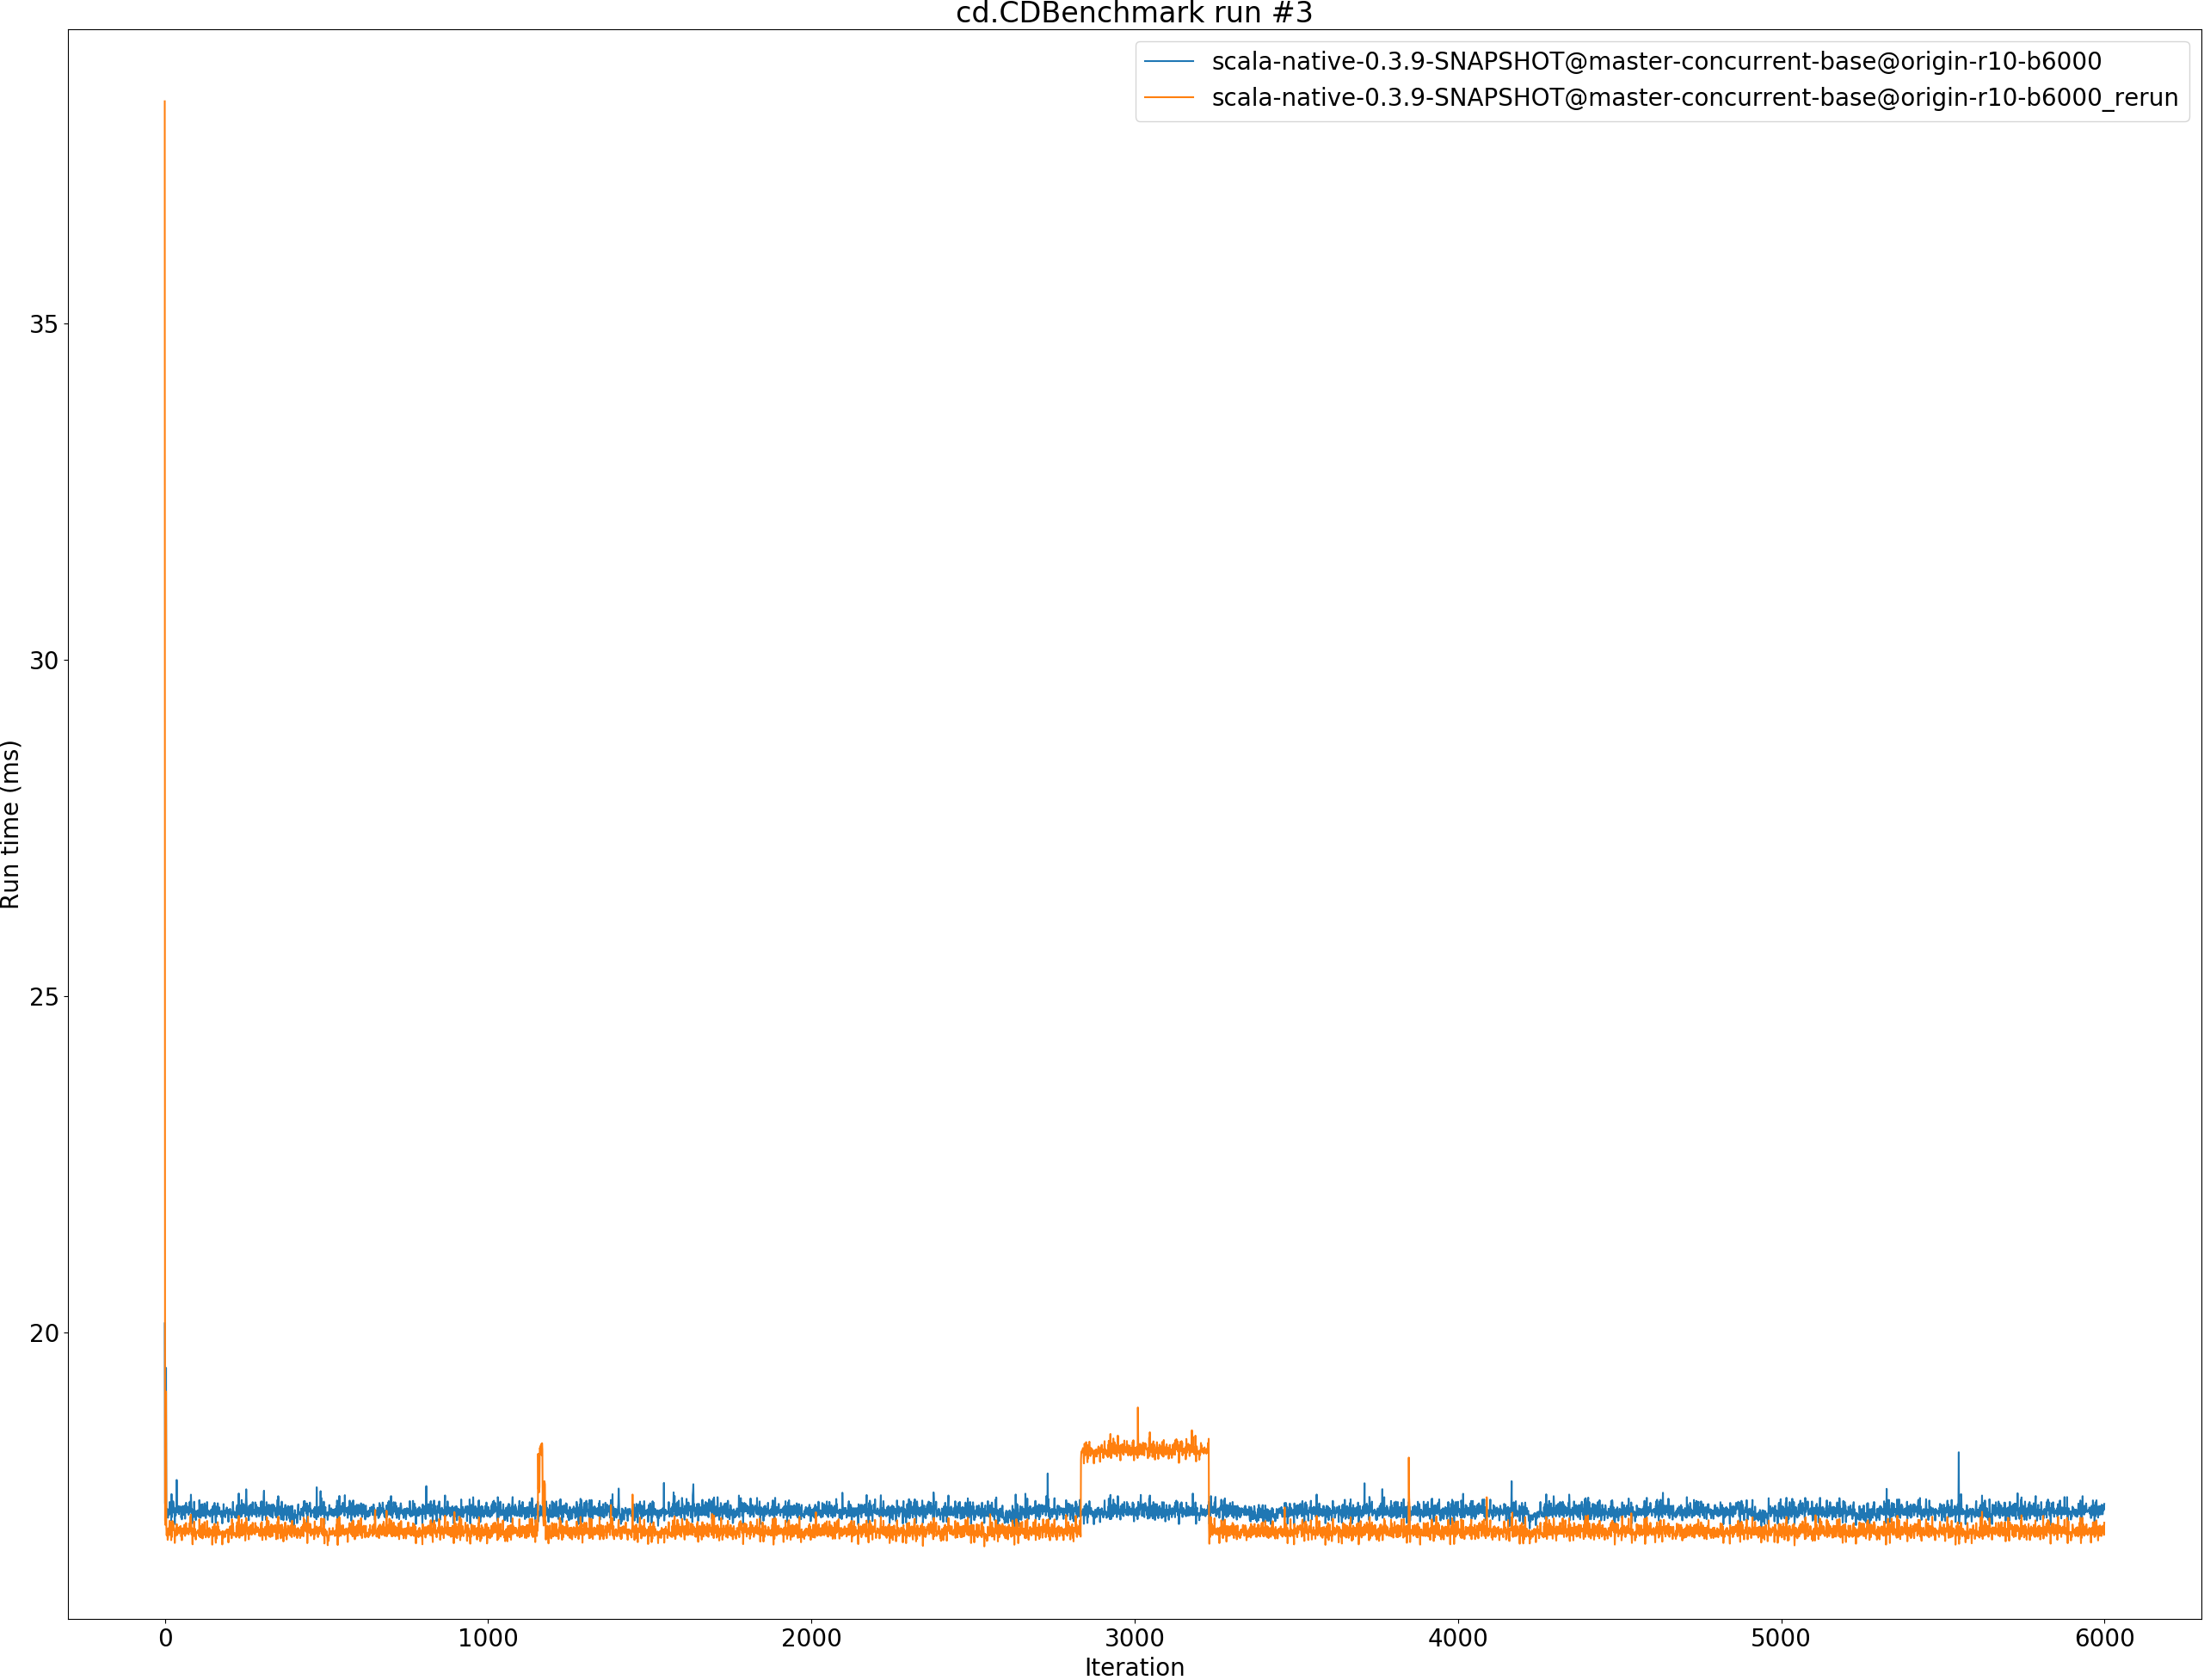 cd.CDBenchmark run #3
scala-native-0.3.9-SNAPSHOT@master-concurrent-base@origin-r10-b6000
scala-native-0.3.9-SNAPSHOT@master-concurrent-base@origin-r10-b6000_rerun
35
30
25
20
Run time (ms)
0 1000 2000 3000 4000 5000 6000
Iteration